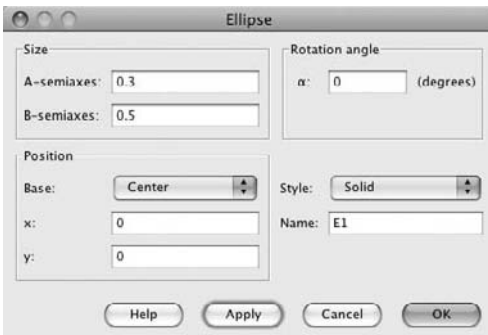 Ellipse
Size
A-semiaxes: 0.3
B-semiaxes: 0.5
Rotation angle
α: 0 (degrees)
Position
Base: Center
x: 0
y: 0
Style: Solid
Name: E1
Help Apply Cancel OK